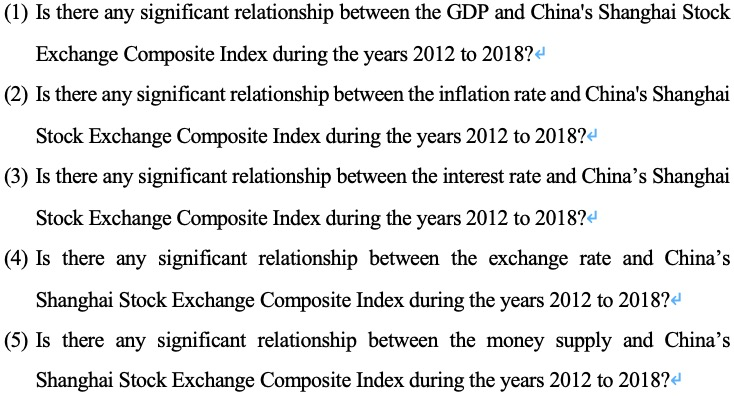 (1) Is there any significant relationship between the GDP and China's Shanghai Stock
Exchange Composite Index during the years 2012 to 2018?↵
(2) Is there any significant relationship between the inflation rate and China's Shanghai
Stock Exchange Composite Index during the years 2012 to 2018?↵
(3) Is there any significant relationship between the interest rate and China’s Shanghai
Stock Exchange Composite Index during the years 2012 to 2018?↵
(4) Is there any significant relationship between the exchange rate and China’s
Shanghai Stock Exchange Composite Index during the years 2012 to 2018?↵
(5) Is there any significant relationship between the money supply and China’s
Shanghai Stock Exchange Composite Index during the years 2012 to 2018?↵